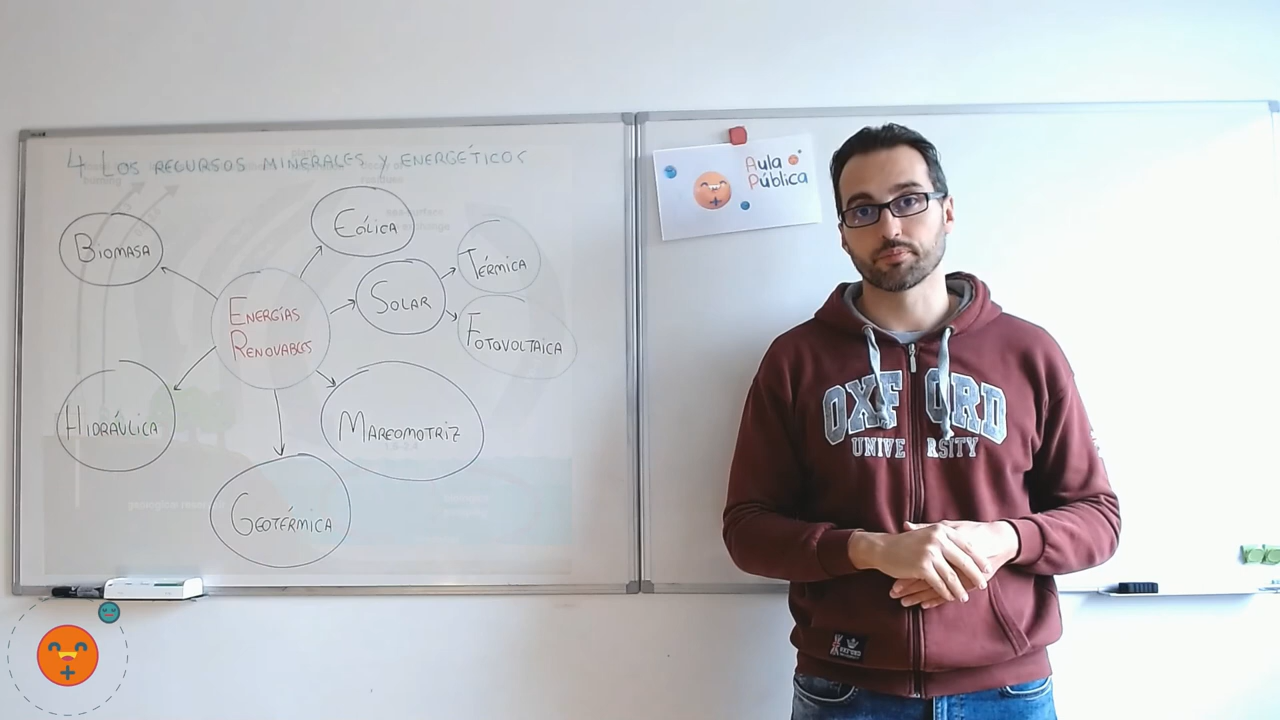 4 LOS RECURSOS MINERALES Y ENERGÉTICOS
BIOMASA
EÓLICA
TÉRMICA
SOLAR
ENERGÍAS
RENOVABLES
FOTOVOLTAICA
HIDRÁULICA
MAREOMOTRIZ
GEOTÉRMICA
Aula
Pública
OXFORD
UNIVERSITY